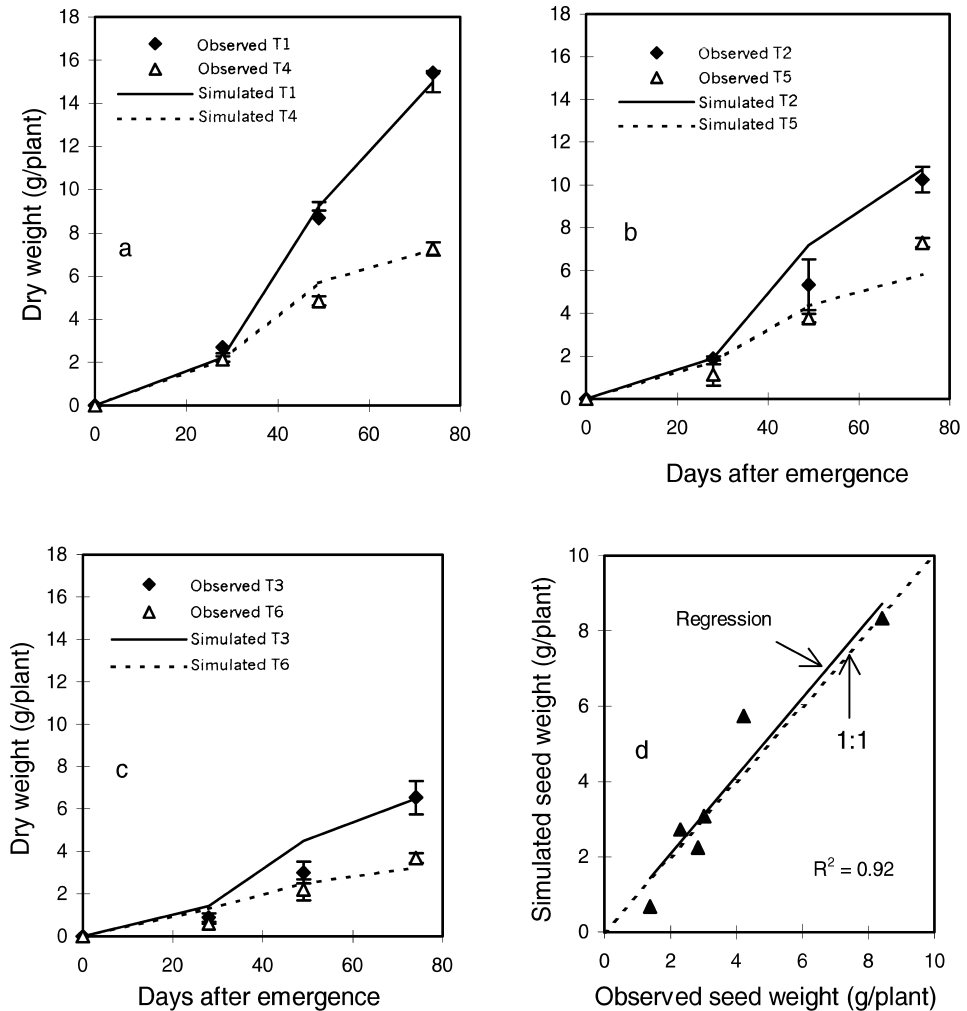 18
16
14
12
10
8
6
4
2
0
Dry weight (g/plant)
Observed T1
Observed T4
Simulated T1
Simulated T4
a
0 20 40 60 80
18
16
14
12
10
8
6
4
2
0
Observed T2
Observed T5
Simulated T2
Simulated T5
b
0 20 40 60 80
Days after emergence
18
16
14
12
10
8
6
4
2
0
Dry weight (g/plant)
Observed T3
Observed T6
Simulated T3
Simulated T6
c
0 20 40 60 80
Days after emergence
10
8
6
4
2
0
Simulated seed weight (g/plant)
Regression
1:1
d
R² = 0.92
0 2 4 6 8 10
Observed seed weight (g/plant)